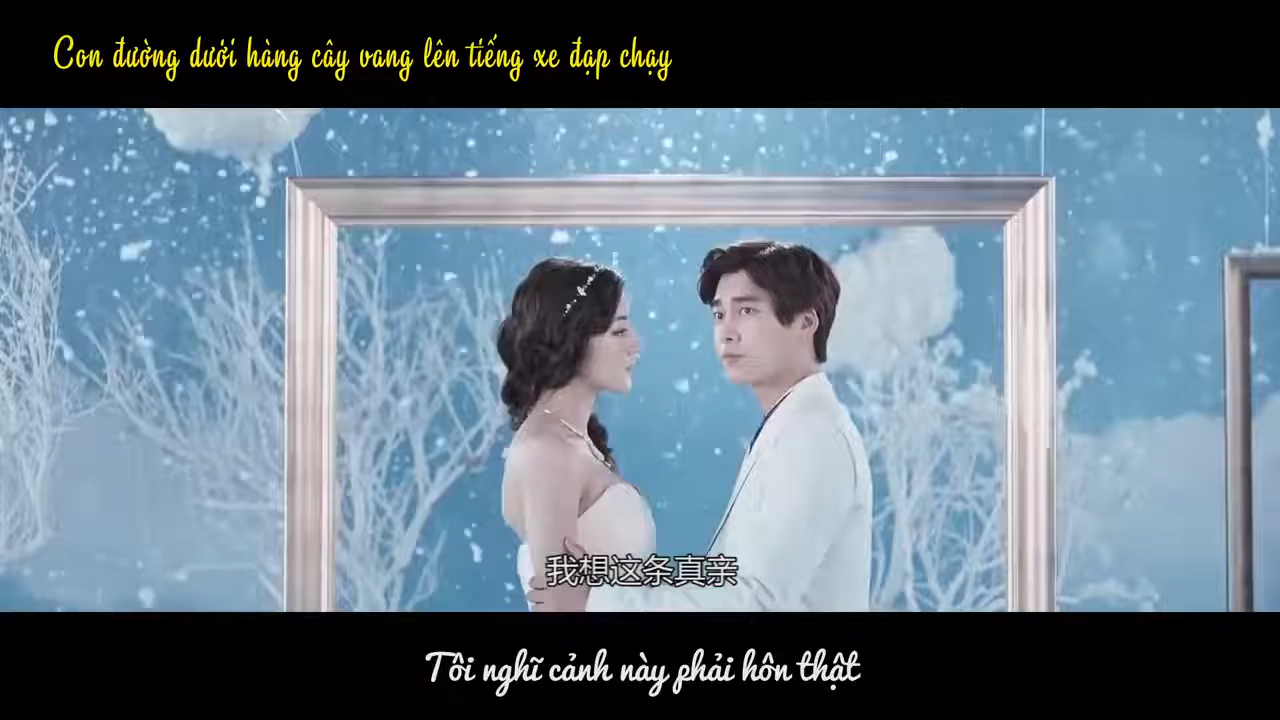 Con đường dưới hàng cây vang lên tiếng xe đạp chạy
我想这条真亲
Tôi nghĩ cảnh này phải hôn thật